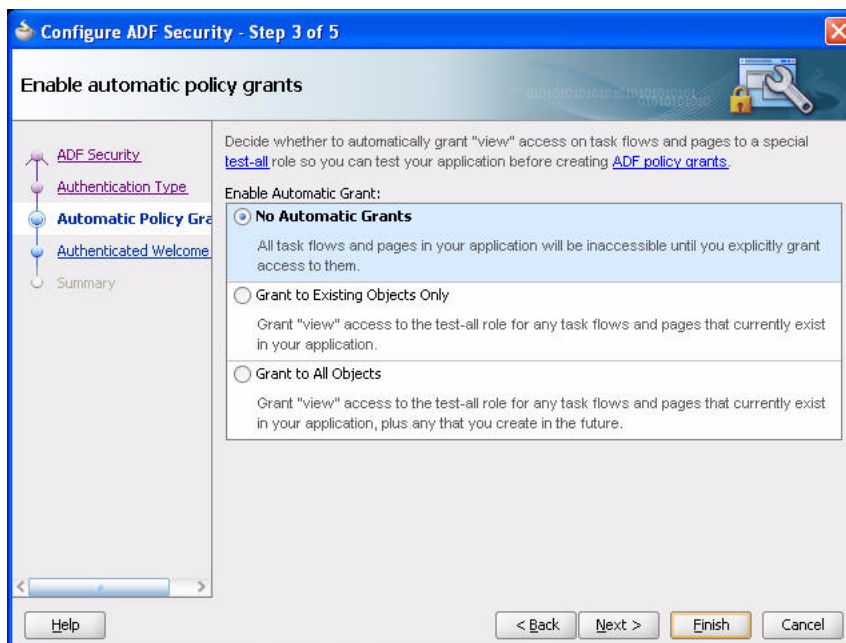 Configure ADF Security - Step 3 of 5
Enable automatic policy grants
ADF Security
Authentication Type
Automatic Policy Gra
Authenticated Welcome
Summary
Decide whether to automatically grant "view" access on task flows and pages to a special
test-all role so you can test your application before creating ADF policy grants.
Enable Automatic Grant:
No Automatic Grants
All task flows and pages in your application will be inaccessible until you explicitly grant
access to them.
Grant to Existing Objects Only
Grant "view" access to the test-all role for any task flows and pages that currently exist
in your application.
Grant to All Objects
Grant "view" access to the test-all role for any task flows and pages that currently exist
in your application, plus any that you create in the future.
Help
< Back
Next >
Finish
Cancel